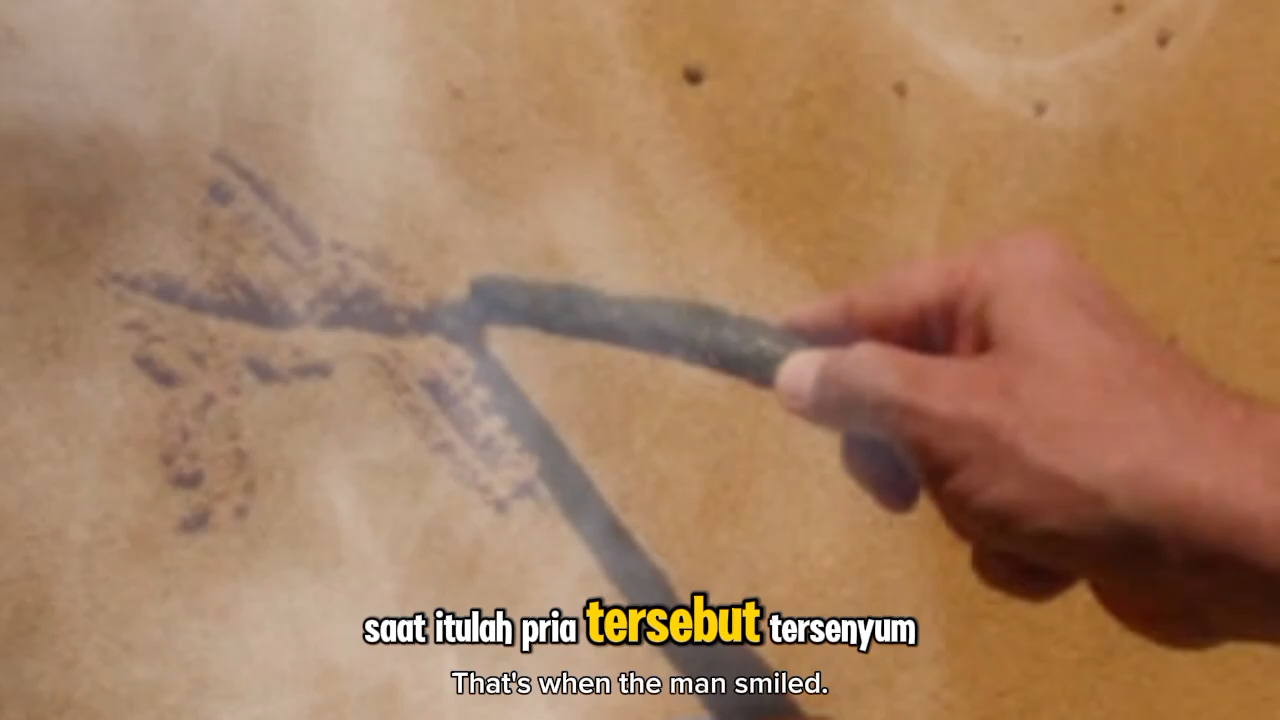 saat itulah pria tersebut tersenyum
That's when the man smiled.